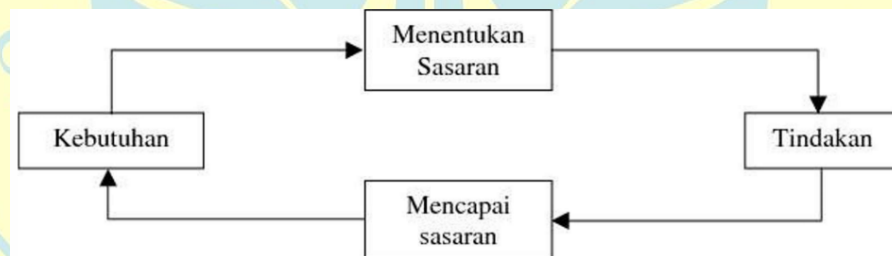 Menentukan
Sasaran
Kebutuhan
Tindakan
Mencapai
sasaran